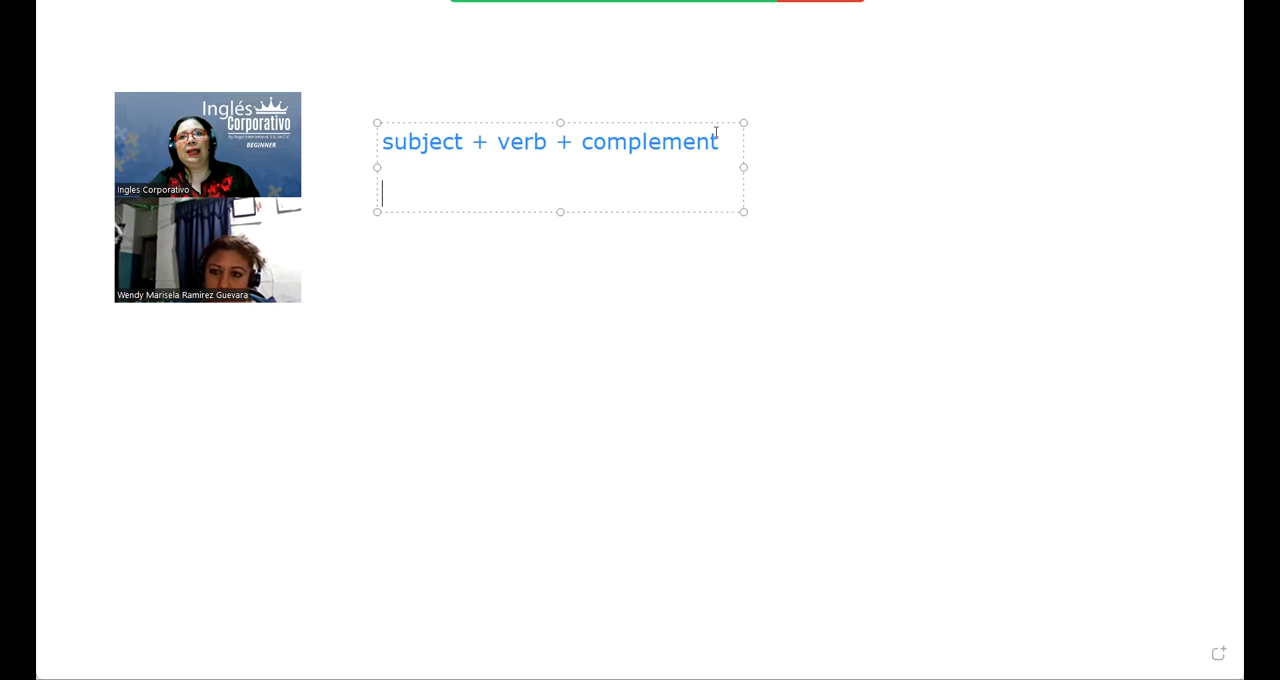 Inglés
Corporativo
BEGINNER
Ingles Corporativo
subject + verb + complement
Wendy Marisela Ramirez Guevara